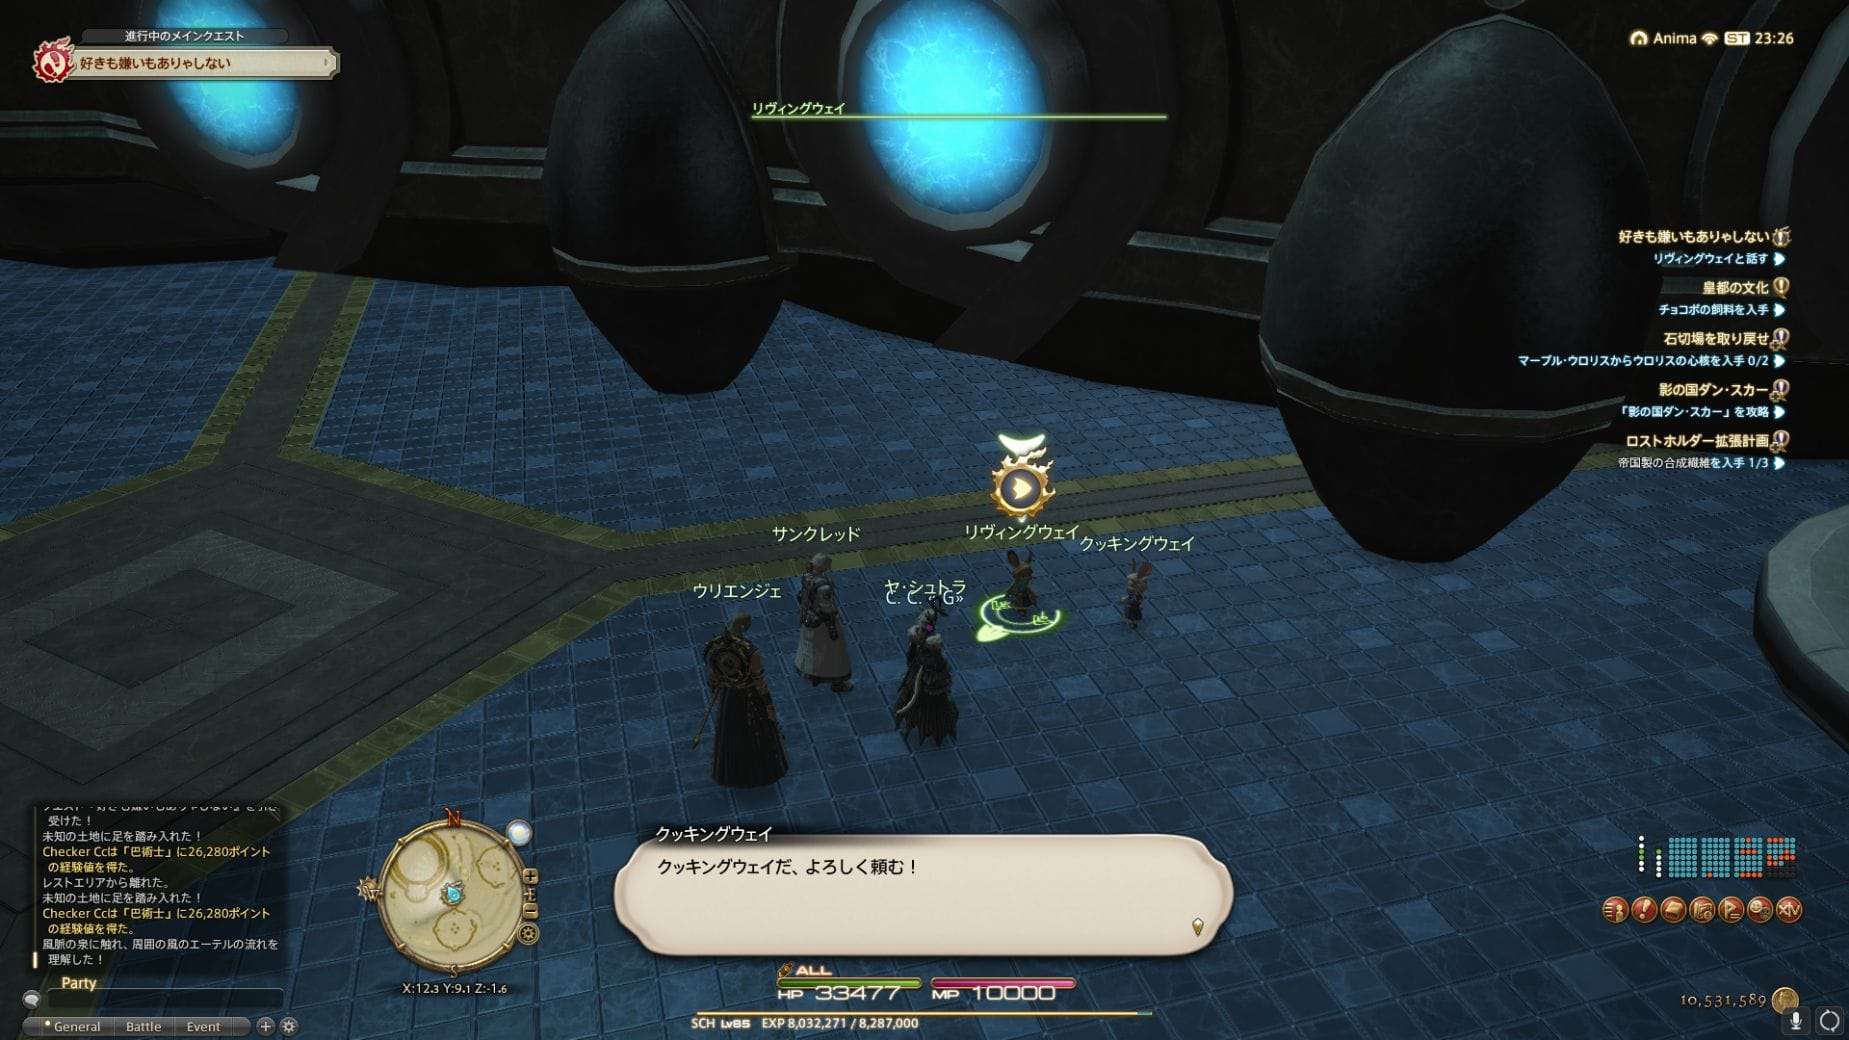 進行中のメインクエスト
好きも嫌いもありゃしない
Anima ST 23:26
リヴィングウェイ
好きも嫌いもありゃしない
リヴィングウェイと話す
皇都の文化
チョコボの飼料を入手
石切場を取り戻せ
マーブル・ウロリスからウロリスの心核を入手 0/2
影の国ダン・スカー
「影の国ダン・スカー」を攻略
ロストホルダー拡張計画
帝国製の合成繊維を入手 1/3
サンクレッド
リヴィングウェイ
クッキングウェイ
ウリエンジェ
ヤ・シュトラ
C. C. «G»
受けた！
未知の土地に足を踏み入れた！
Checker Ccは「巴術士」に26,280ポイント
の経験値を得た。
レストエリアから離れた。
未知の土地に足を踏み入れた！
Checker Ccは「巴術士」に26,280ポイント
の経験値を得た。
風脈の泉に触れ、周囲の風のエーテルの流れを
理解した！
Party
General Battle Event
N
S
X:12.3 Y:9.1 Z:-1.6
クッキングウェイ
クッキングウェイだ、よろしく頼む！
ALL
HP 33477 MP 10000
SCH Lv85 EXP 8,032,271 / 8,287,000
XIV
10,531,589